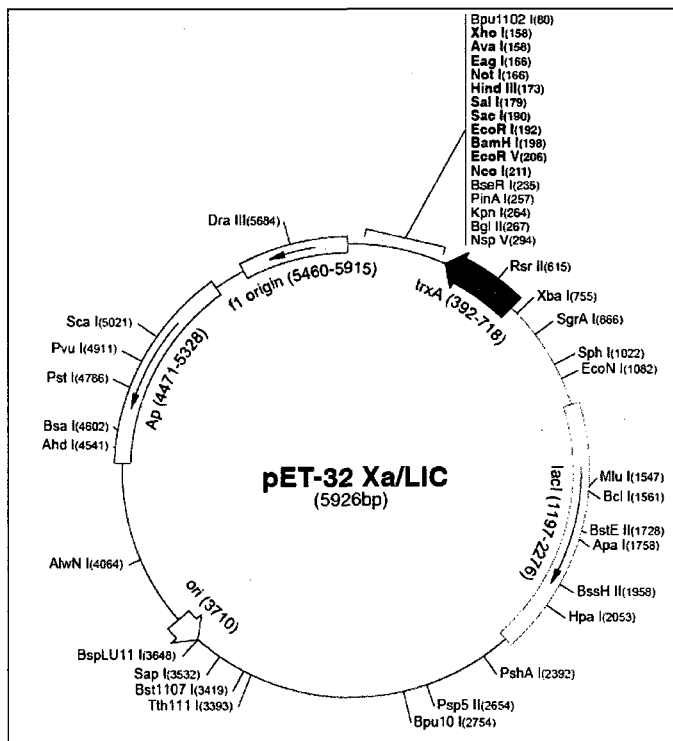 Bpu1102 I(80)
Xho I(158)
Ava I(158)
Eag I(166)
Not I(166)
Hind III(173)
Sal I(179)
Sac I(190)
EcoR I(192)
BamH I(198)
EcoR V(206)
Nco I(211)
BseR I(235)
PinA I(257)
Kpn I(264)
Bgl II(267)
Nsp V(294)
Dra III(5684)
Rsr II(615)
f1 origin (5460-5915)
trxA (392-718)
Xba I(755)
SgrA I(866)
Sca I(5021)
Pvu I(4911)
Pst I(4786)
Ap (4471-5328)
Sph I(1022)
EcoN I(1082)
Bsa I(4602)
Ahd I(4541)
pET-32 Xa/LIC
(5926bp)
lacI (1197-2276)
Mlu I(1547)
Bcl I(1561)
BstE II(1728)
Apa I(1758)
AlwN I(4064)
BssH II(1958)
Hpa I(2053)
ori (3710)
BspLU11 I(3648)
Sap I(3532)
Bst1107 I(3419)
Tth111 I(3393)
PshA I(2392)
Psp5 II(2654)
Bpu10 I(2754)